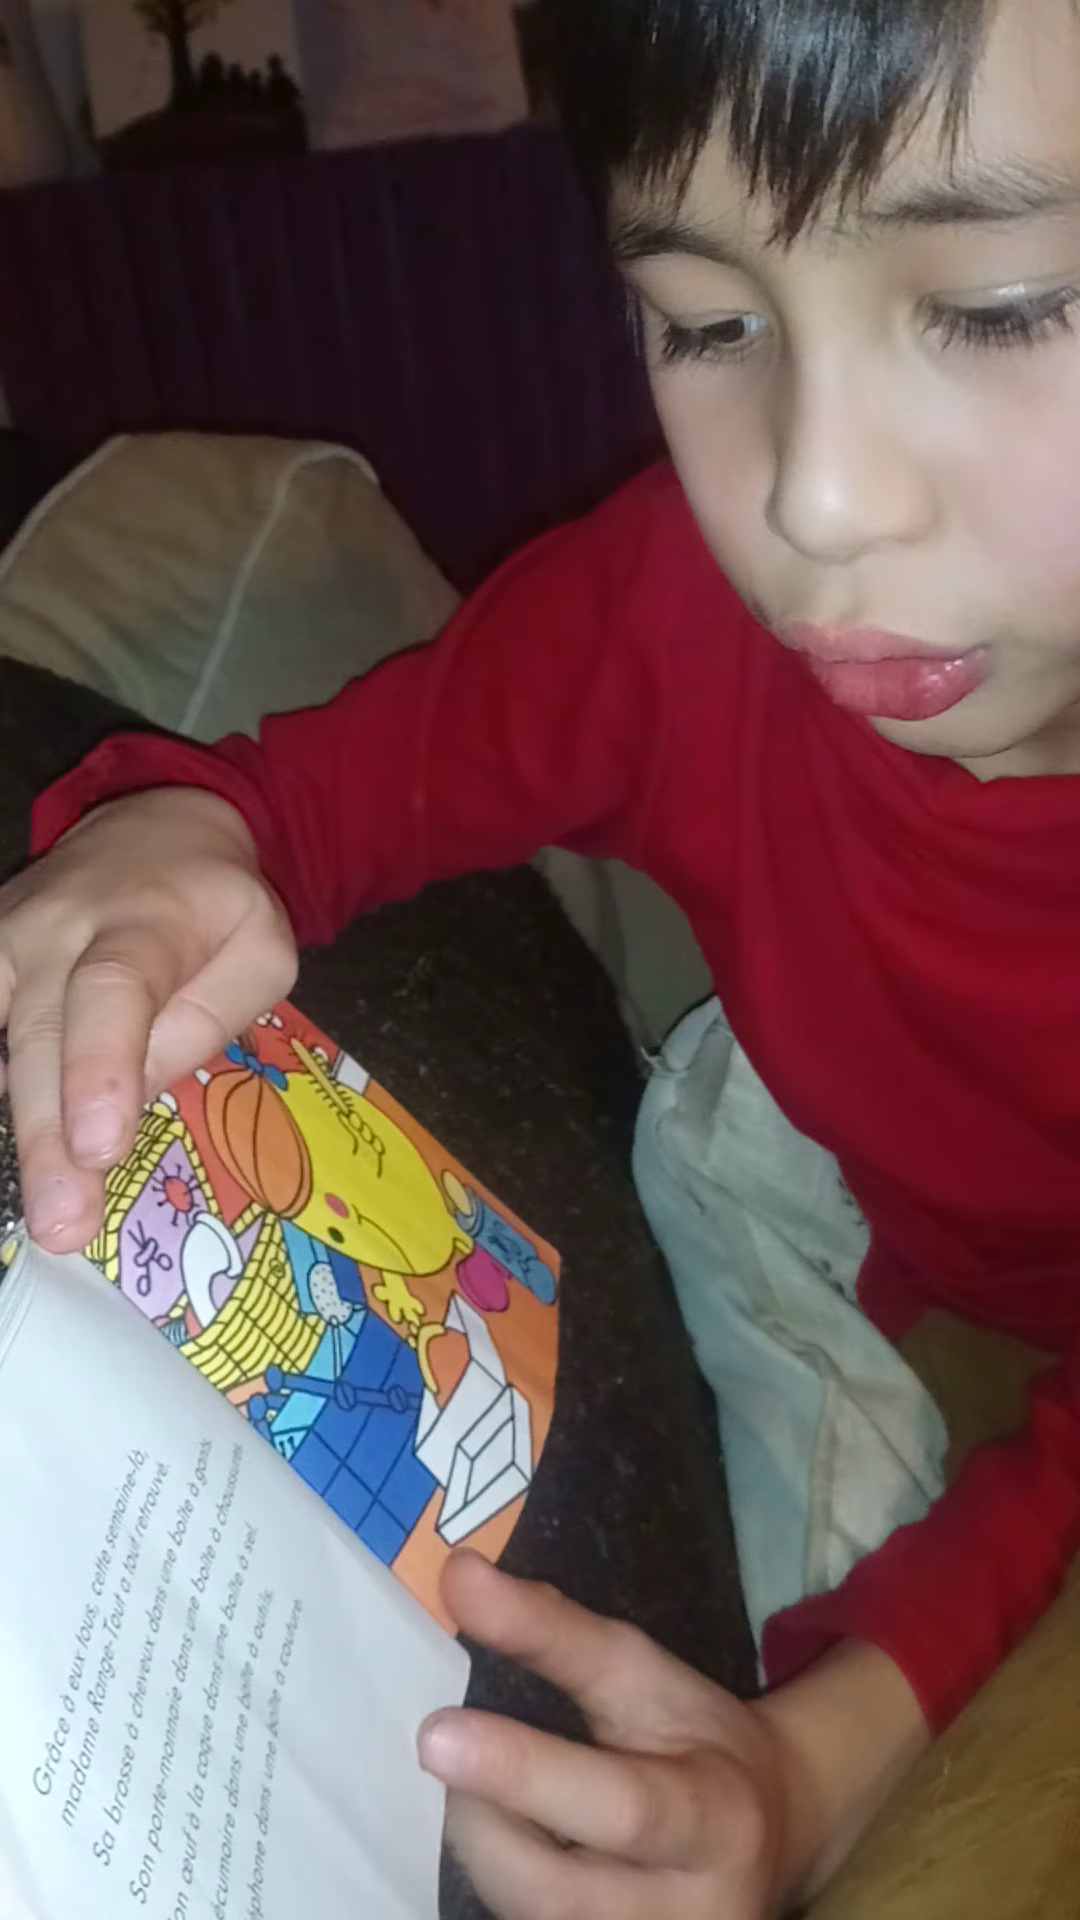 Grâce à eux tous, cette semaine-là,
madame Range-Tout a tout retrouvé.
Sa brosse à cheveux dans une boîte à gants.
Son porte-monnaie dans une boîte à chaussures.
on œuf à la coque dans une boîte à sel.
écumoire dans une boîte à outils.
éphone dans une boîte à couture.